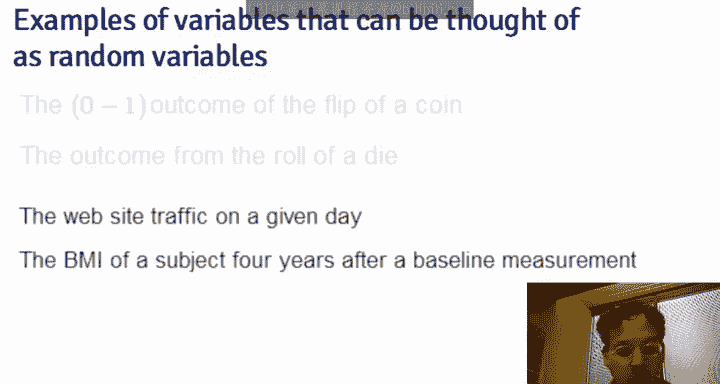 Examples of variables that can be thought of
as random variables
The (0 − 1) outcome of the flip of a coin
The outcome from the roll of a die
The web site traffic on a given day
The BMI of a subject four years after a baseline measurement